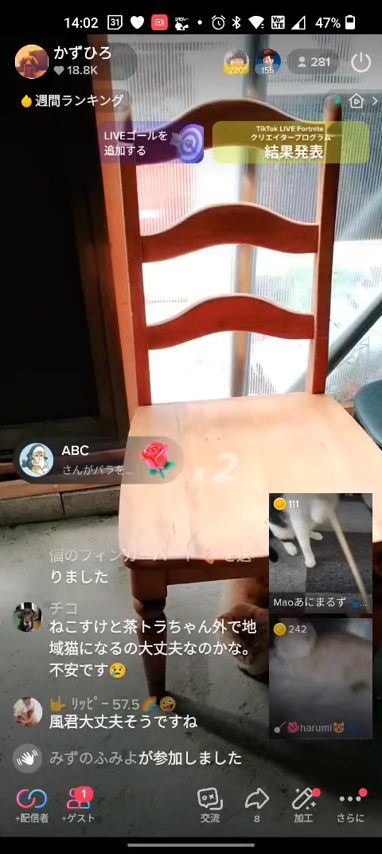 14:02
31
47%
かずひろ
18.8K
220
155
281
週間ランキング
LIVEゴールを
追加する
TikTok LIVE Fortnite
クリエイタープログラム
結果発表
ABC
さんがバラを...
x2
個のフィンガーハート を送
りました
チコ
ねこすけと茶トラちゃん外で地
域猫になるの大丈夫なのかな。
不安です😢
🤟ﾘｯﾋﾟｰ 57.5🌈🤪
風君大丈夫そうですね
みずのふみよが参加しました
111
Maoあにまるず 🐾...
242
🌺harumi😻🐾
1
+配信者
+ゲスト
交流
8
加工
さらに